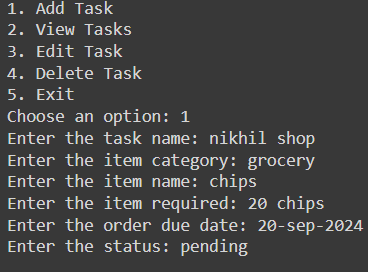 1. Add Task
2. View Tasks
3. Edit Task
4. Delete Task
5. Exit
Choose an option: 1
Enter the task name: nikhil shop
Enter the item category: grocery
Enter the item name: chips
Enter the item required: 20 chips
Enter the order due date: 20-sep-2024
Enter the status: pending